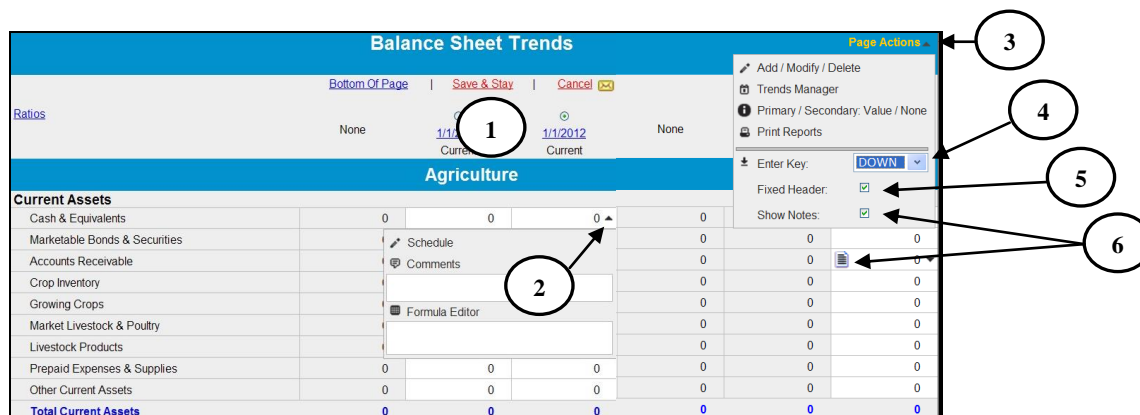 Balance Sheet Trends Page Actions 3
Bottom Of Page | Save & Stay | Cancel
Add / Modify / Delete
Trends Manager
Primary / Secondary: Value / None
Print Reports
4
Ratios
None 1/1/2012 None
1
Current Current
Enter Key: DOWN
Fixed Header:
Show Notes:
5
6
Agriculture
Current Assets
Cash & Equivalents 0 0 0 0
Marketable Bonds & Securities 0 0 0
Schedule
Accounts Receivable 0 0 0
Comments
2
Crop Inventory 0 0 0
Growing Crops 0 0 0
Formula Editor
Market Livestock & Poultry 0 0 0
Livestock Products 0 0 0
Prepaid Expenses & Supplies 0 0 0 0 0 0
Other Current Assets 0 0 0 0 0 0
Total Current Assets 0 0 0 0 0 0